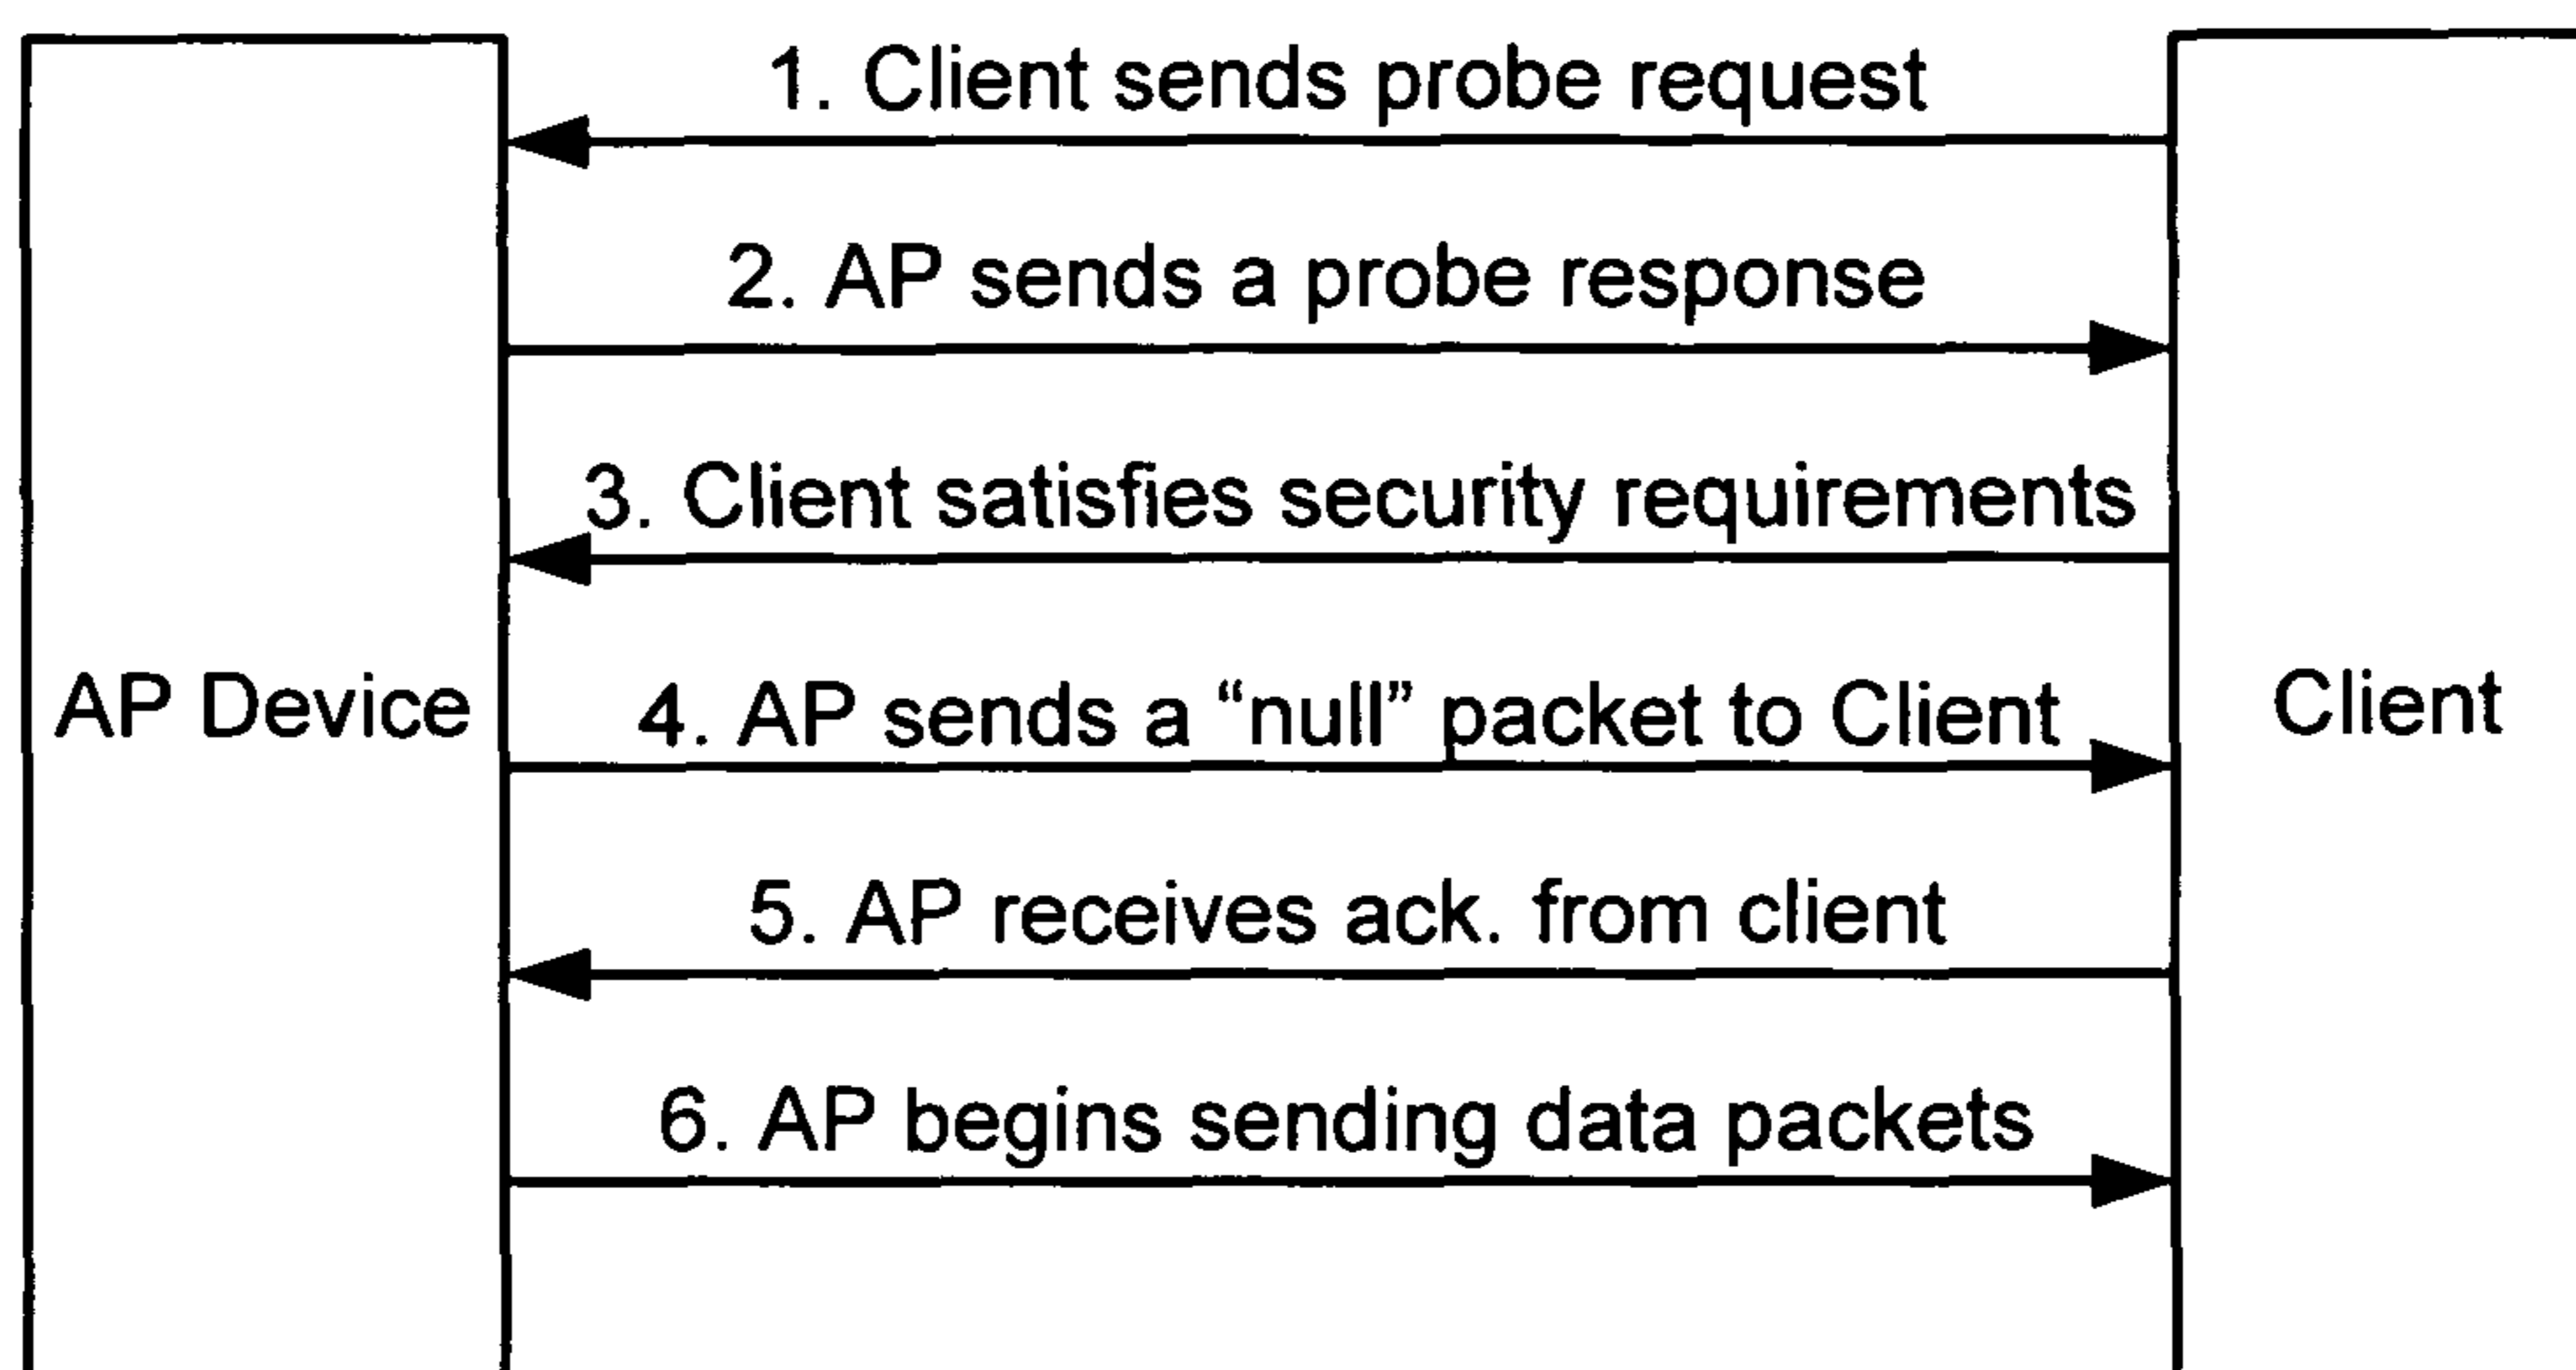 1. Client sends probe request
2. AP sends a probe response
3. Client satisfies security requirements
AP Device
4. AP sends a “null” packet to Client
Client
5. AP receives ack. from client
6. AP begins sending data packets